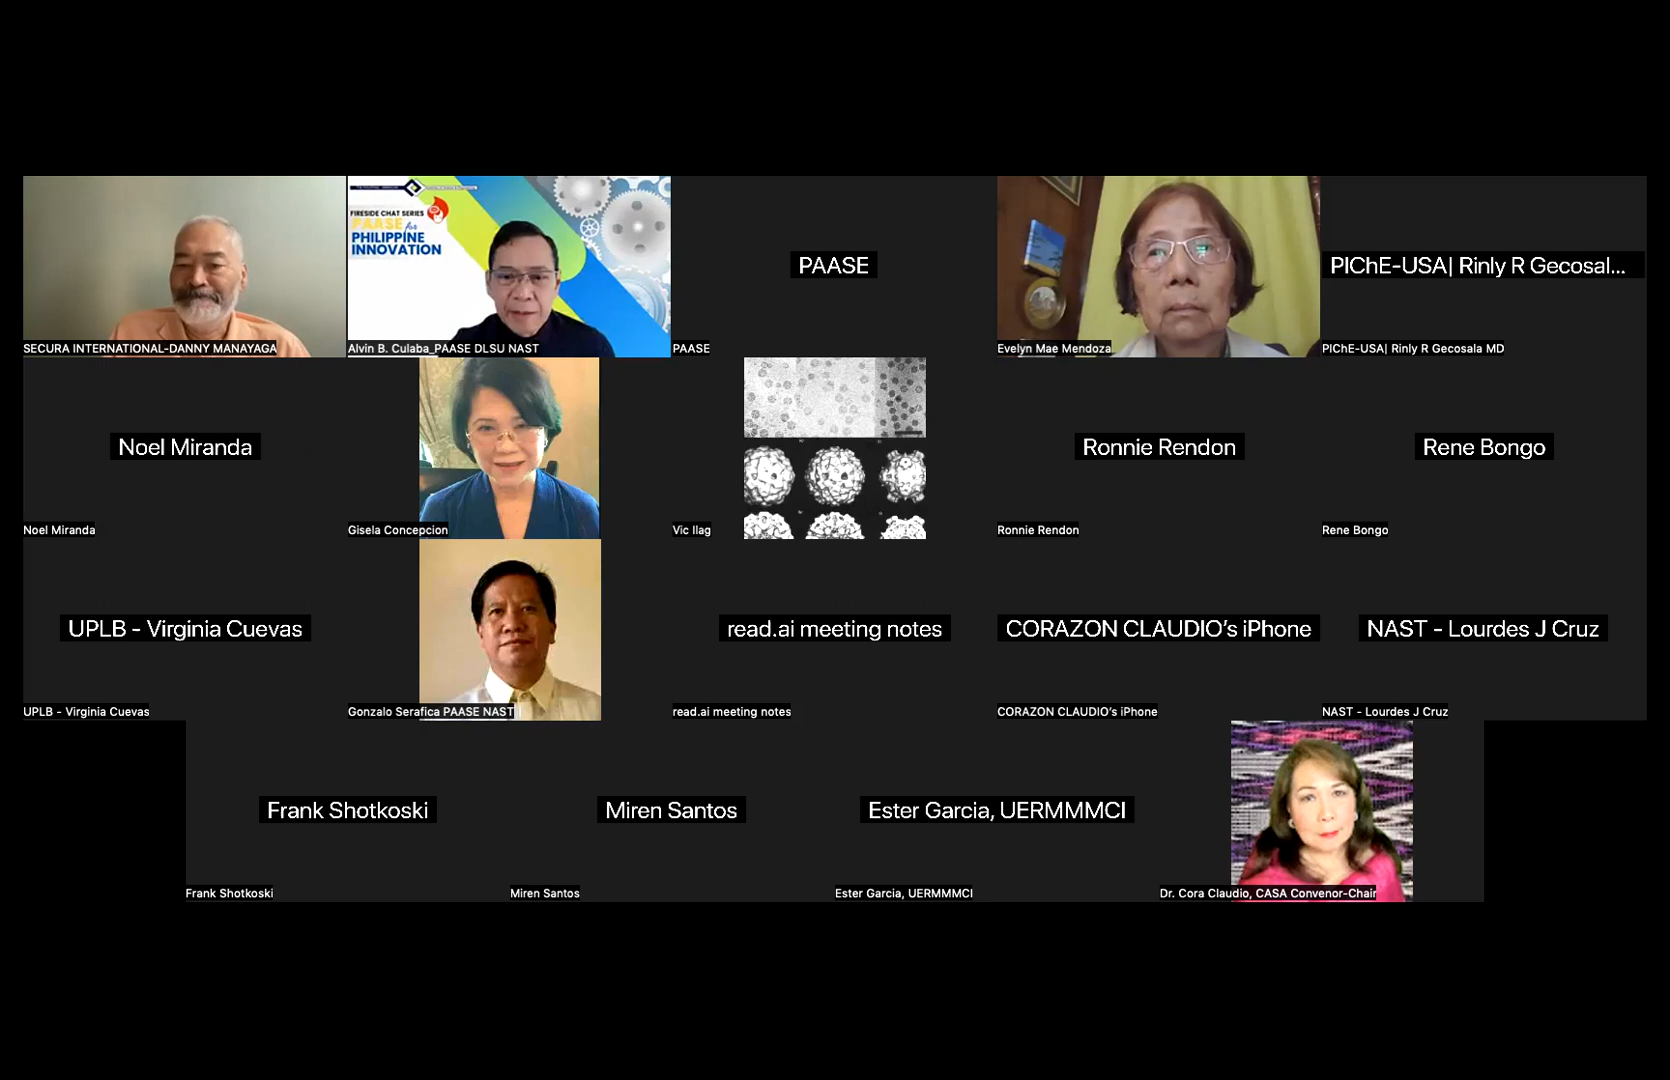 FIRESIDE CHAT SERIES
PAASE for
PHILIPPINE
INNOVATION
PAASE
PIChE-USA| Rinly R Gecosal...
SECURA INTERNATIONAL-DANNY MANAYAGA
Alvin B. Culaba_PAASE DLSU NAST
PAASE
Evelyn Mae Mendoza
PIChE-USA| Rinly R Gecosala MD
Noel Miranda
Ronnie Rendon
Rene Bongo
Noel Miranda
Gisela Concepcion
Vic Ilag
Ronnie Rendon
Rene Bongo
UPLB - Virginia Cuevas
read.ai meeting notes
CORAZON CLAUDIO’s iPhone
NAST - Lourdes J Cruz
UPLB - Virginia Cuevas
Gonzalo Serafica PAASE NAST
read.ai meeting notes
CORAZON CLAUDIO’s iPhone
NAST - Lourdes J Cruz
Frank Shotkoski
Miren Santos
Ester Garcia, UERMMMCI
Frank Shotkoski
Miren Santos
Ester Garcia, UERMMMCI
Dr. Cora Claudio, CASA Convenor-Chair